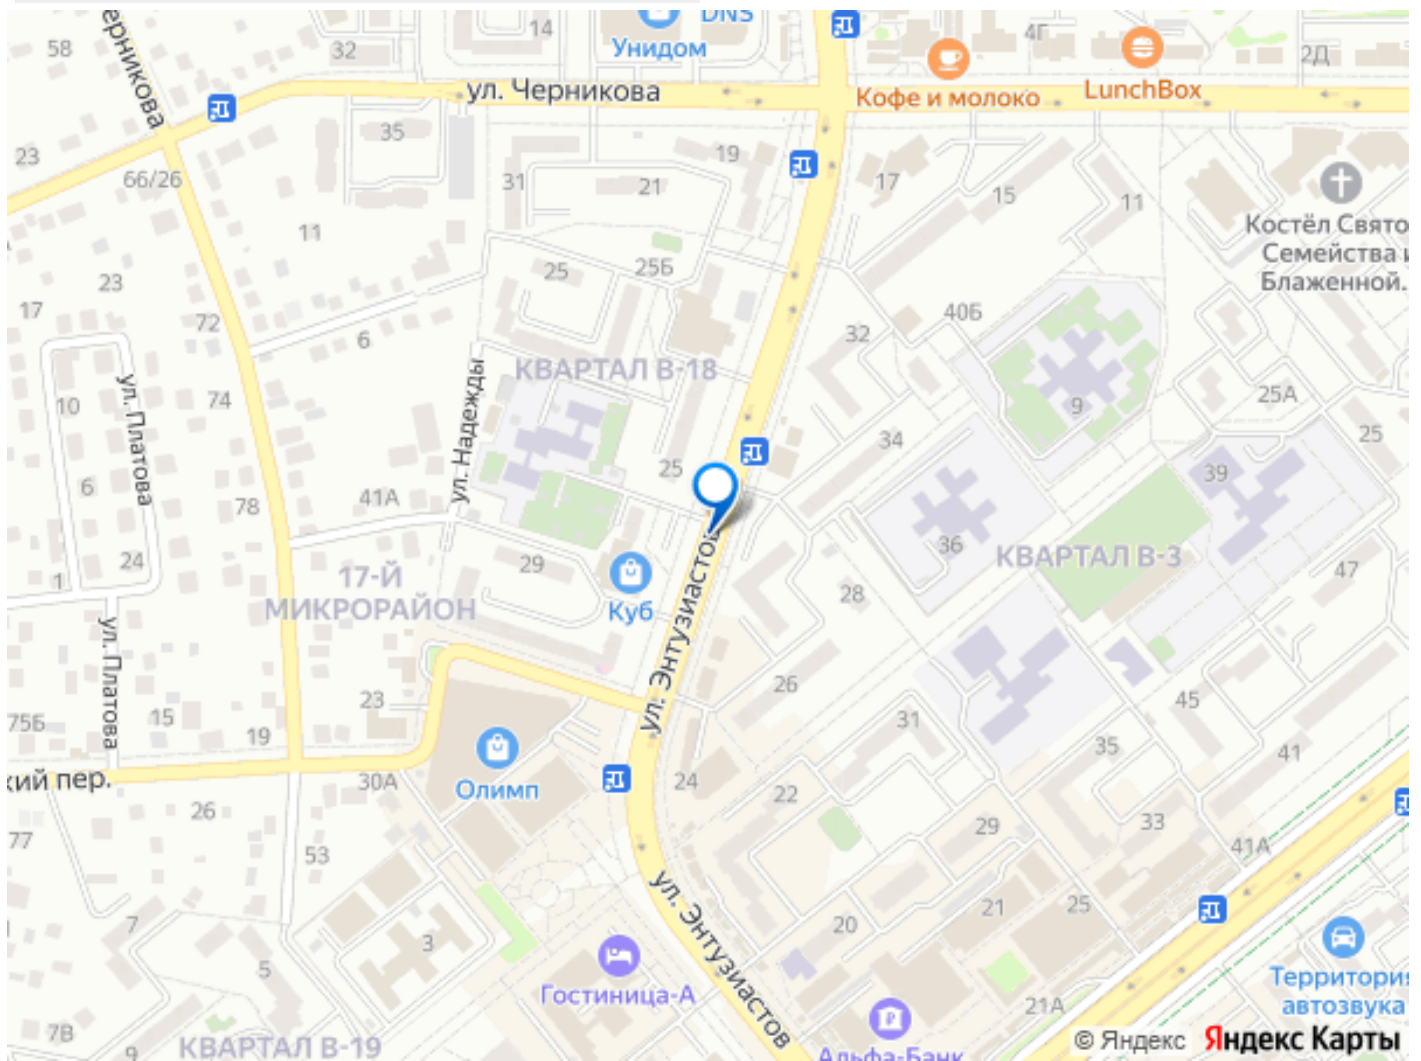 DNS
Унидом
14
4Г
58
32
2Д
ерникова
ул. Черникова
Кофе и молоко
LunchBox
35
23
66/26
31
21
19
17
15
11
Костёл Свято
Семейства и
Блаженной.
11
25
25Б
23
17
72
6
40Б
32
КВАРТАЛ В-18
ул. Платова
ул. Надежды
10
74
9
25А
34
25
25
39
6
78
41А
36
КВАРТАЛ В-3
24
1
17-Й
МИКРОРАЙОН
29
Куб
28
47
ул. Энтузиастов
ул. Платова
75Б
15
19
23
26
31
45
35
41
кий пер.
30А
Олимп
24
22
26
29
33
77
53
41А
ул. Энтузиастов
7
3
5
20
21
25
Гостиница-А
Территория
автозвука
21А
7В
9
КВАРТАЛ В-19
Альфа-Банк
© Яндекс Яндекс Карты